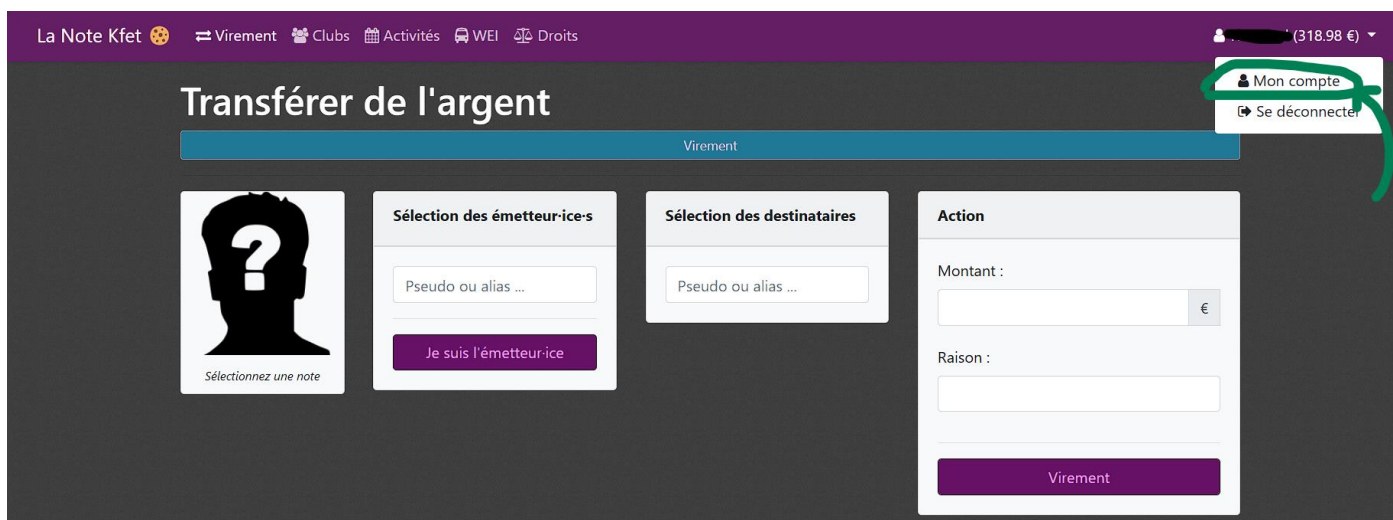 La Note Kfet Virement Clubs Activités WEI Droits (318.98 €)
Mon compte
Se déconnecter
Transférer de l'argent
Virement
Sélectionnez une note
Sélection des émetteur·ice·s
Pseudo ou alias ...
Je suis l'émetteur·ice
Sélection des destinataires
Pseudo ou alias ...
Action
Montant :
€
Raison :
Virement